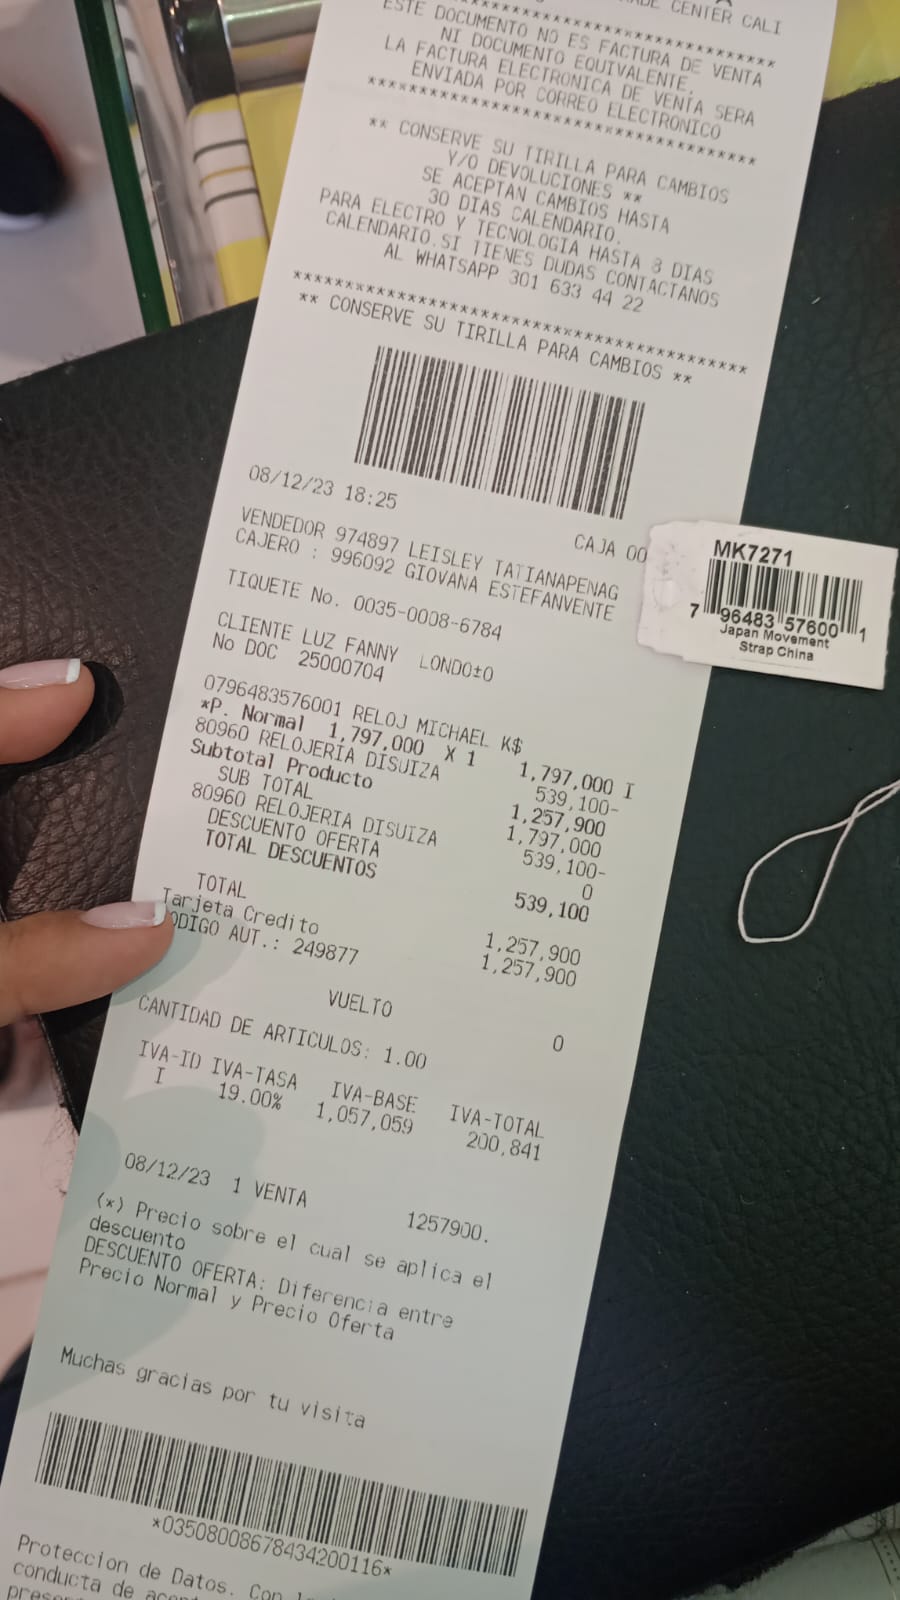 CENTER CALI
****************************************
ESTE DOCUMENTO NO ES FACTURA DE VENTA
NI DOCUMENTO EQUIVALENTE.
LA FACTURA ELECTRONICA DE VENTA SERA
ENVIADA POR CORREO ELECTRONICO
****************************************
** CONSERVE SU TIRILLA PARA CAMBIOS
Y/O DEVOLUCIONES **
SE ACEPTAN CAMBIOS HASTA
30 DIAS CALENDARIO.
PARA ELECTRO Y TECNOLOGIA HASTA 8 DIAS
CALENDARIO.SI TIENES DUDAS CONTACTANOS
AL WHATSAPP 301 633 44 22
****************************************
** CONSERVE SU TIRILLA PARA CAMBIOS **
08/12/23 18:25 CAJA 00
VENDEDOR 974897 LEISLEY TATIANAPENAG
CAJERO : 996092 GIOVANA ESTEFANVENTE
TIQUETE No. 0035-0008-6784
CLIENTE LUZ FANNY LONDO±O
No DOC 25000704
0796483576001 RELOJ MICHAEL K$ 1,797,000 I
*P. Normal 1,797,000 X 1
80960 RELOJERIA DISUIZA 539,100-
Subtotal Producto 1,257,900
SUB TOTAL 1,797,000
80960 RELOJERIA DISUIZA 539,100-
DESCUENTO OFERTA 0
TOTAL DESCUENTOS 539,100
TOTAL 1,257,900
Tarjeta Credito 1,257,900
ODIGO AUT.: 249877
VUELTO 0
CANTIDAD DE ARTICULOS: 1.00
IVA-ID IVA-TASA IVA-BASE IVA-TOTAL
I 19.00% 1,057,059 200,841
08/12/23 1 VENTA 1257900.
(*) Precio sobre el cual se aplica el
descuento
DESCUENTO OFERTA: Diferencia entre
Precio Normal y Precio Oferta
Muchas gracias por tu visita
*03508008678434200116*
Proteccion de Datos. Con
conducta de
MK7271
7 96483 57600 1
Japan Movement
Strap China